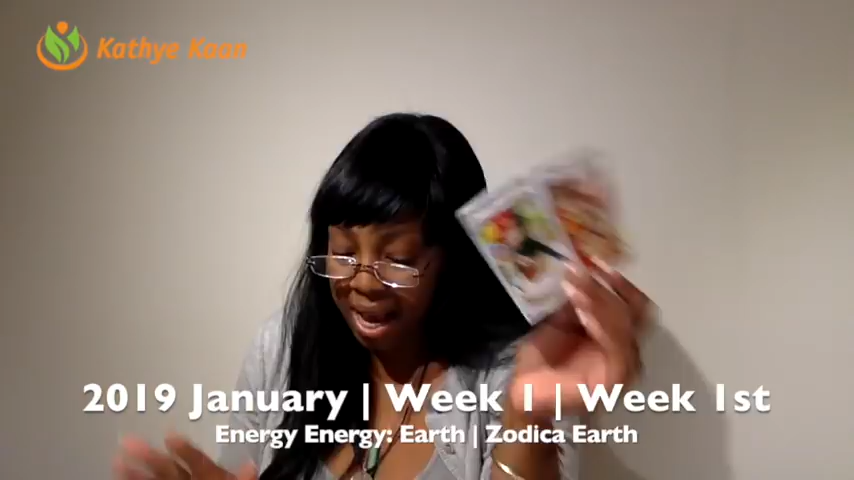 Kathye Kaan
2019 January | Week 1 | Week 1st
Energy Energy: Earth | Zodica Earth